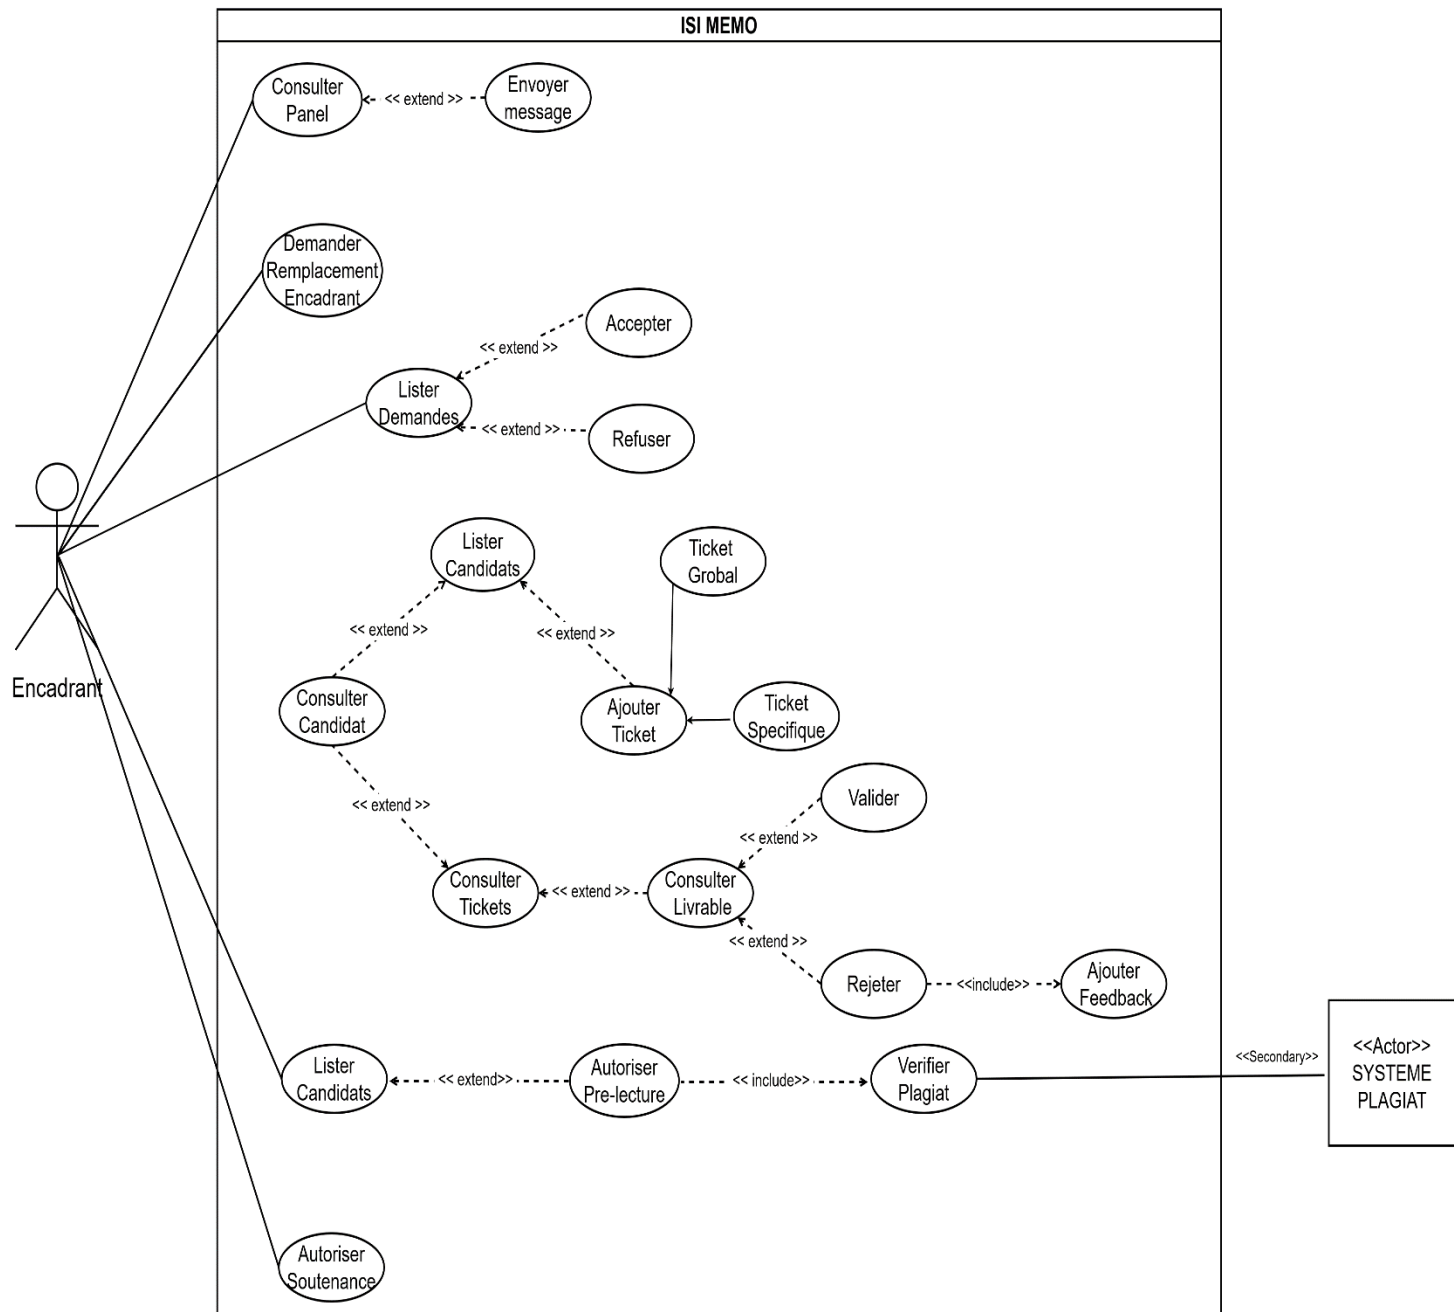 ISI MEMO
Consulter
Panel
<< extend >>
Envoyer
message
Demander
Remplacement
Encadrant
Accepter
<< extend >>
Lister
Demandes
<< extend >>
Refuser
Encadrant
Lister
Candidats
Ticket
Grobal
<< extend >>
<< extend >>
Consulter
Candidat
Ajouter
Ticket
Ticket
Specifique
<< extend >>
Valider
<< extend >>
Consulter
Tickets
<< extend >>
Consulter
Livrable
<< extend >>
Rejeter
<<include>>
Ajouter
Feedback
Lister
Candidats
<< extend>>
Autoriser
Pre-lecture
<< include>>
Verifier
Plagiat
<<Secondary>>
<<Actor>>
SYSTEME
PLAGIAT
Autoriser
Soutenance